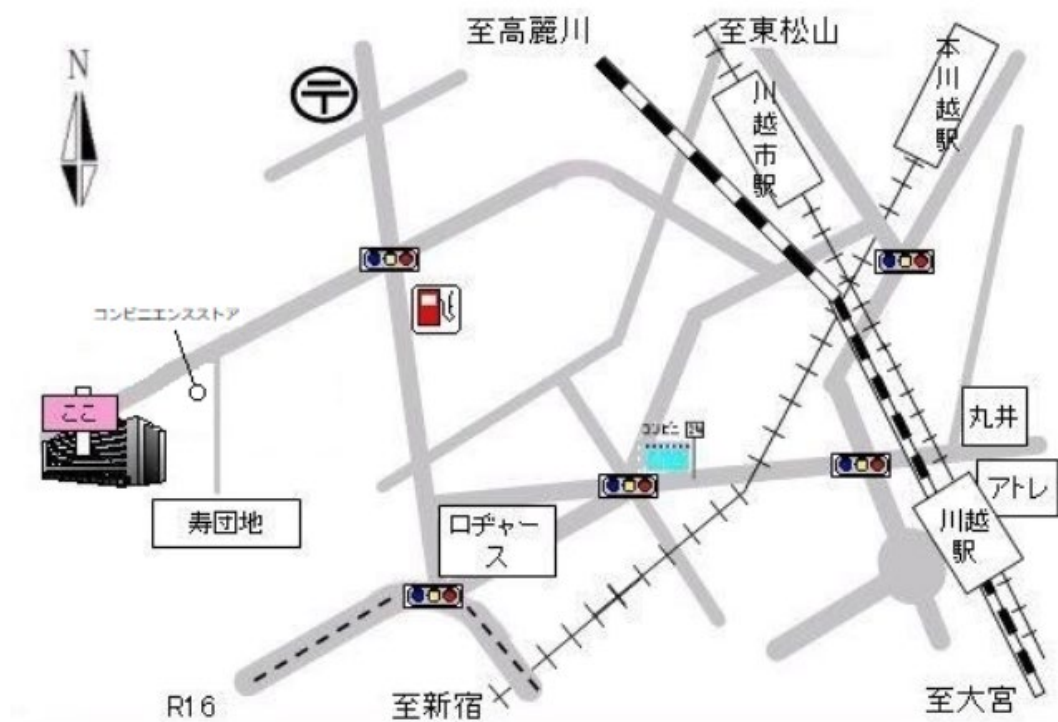 至高麗川
至東松山
N
本川越駅
川越市駅
コンビニエンスストア
ここ
コンビニ 24
丸井
アトレ
寿団地
ロヂャー
ス
川越
駅
R16
至新宿
至大宮